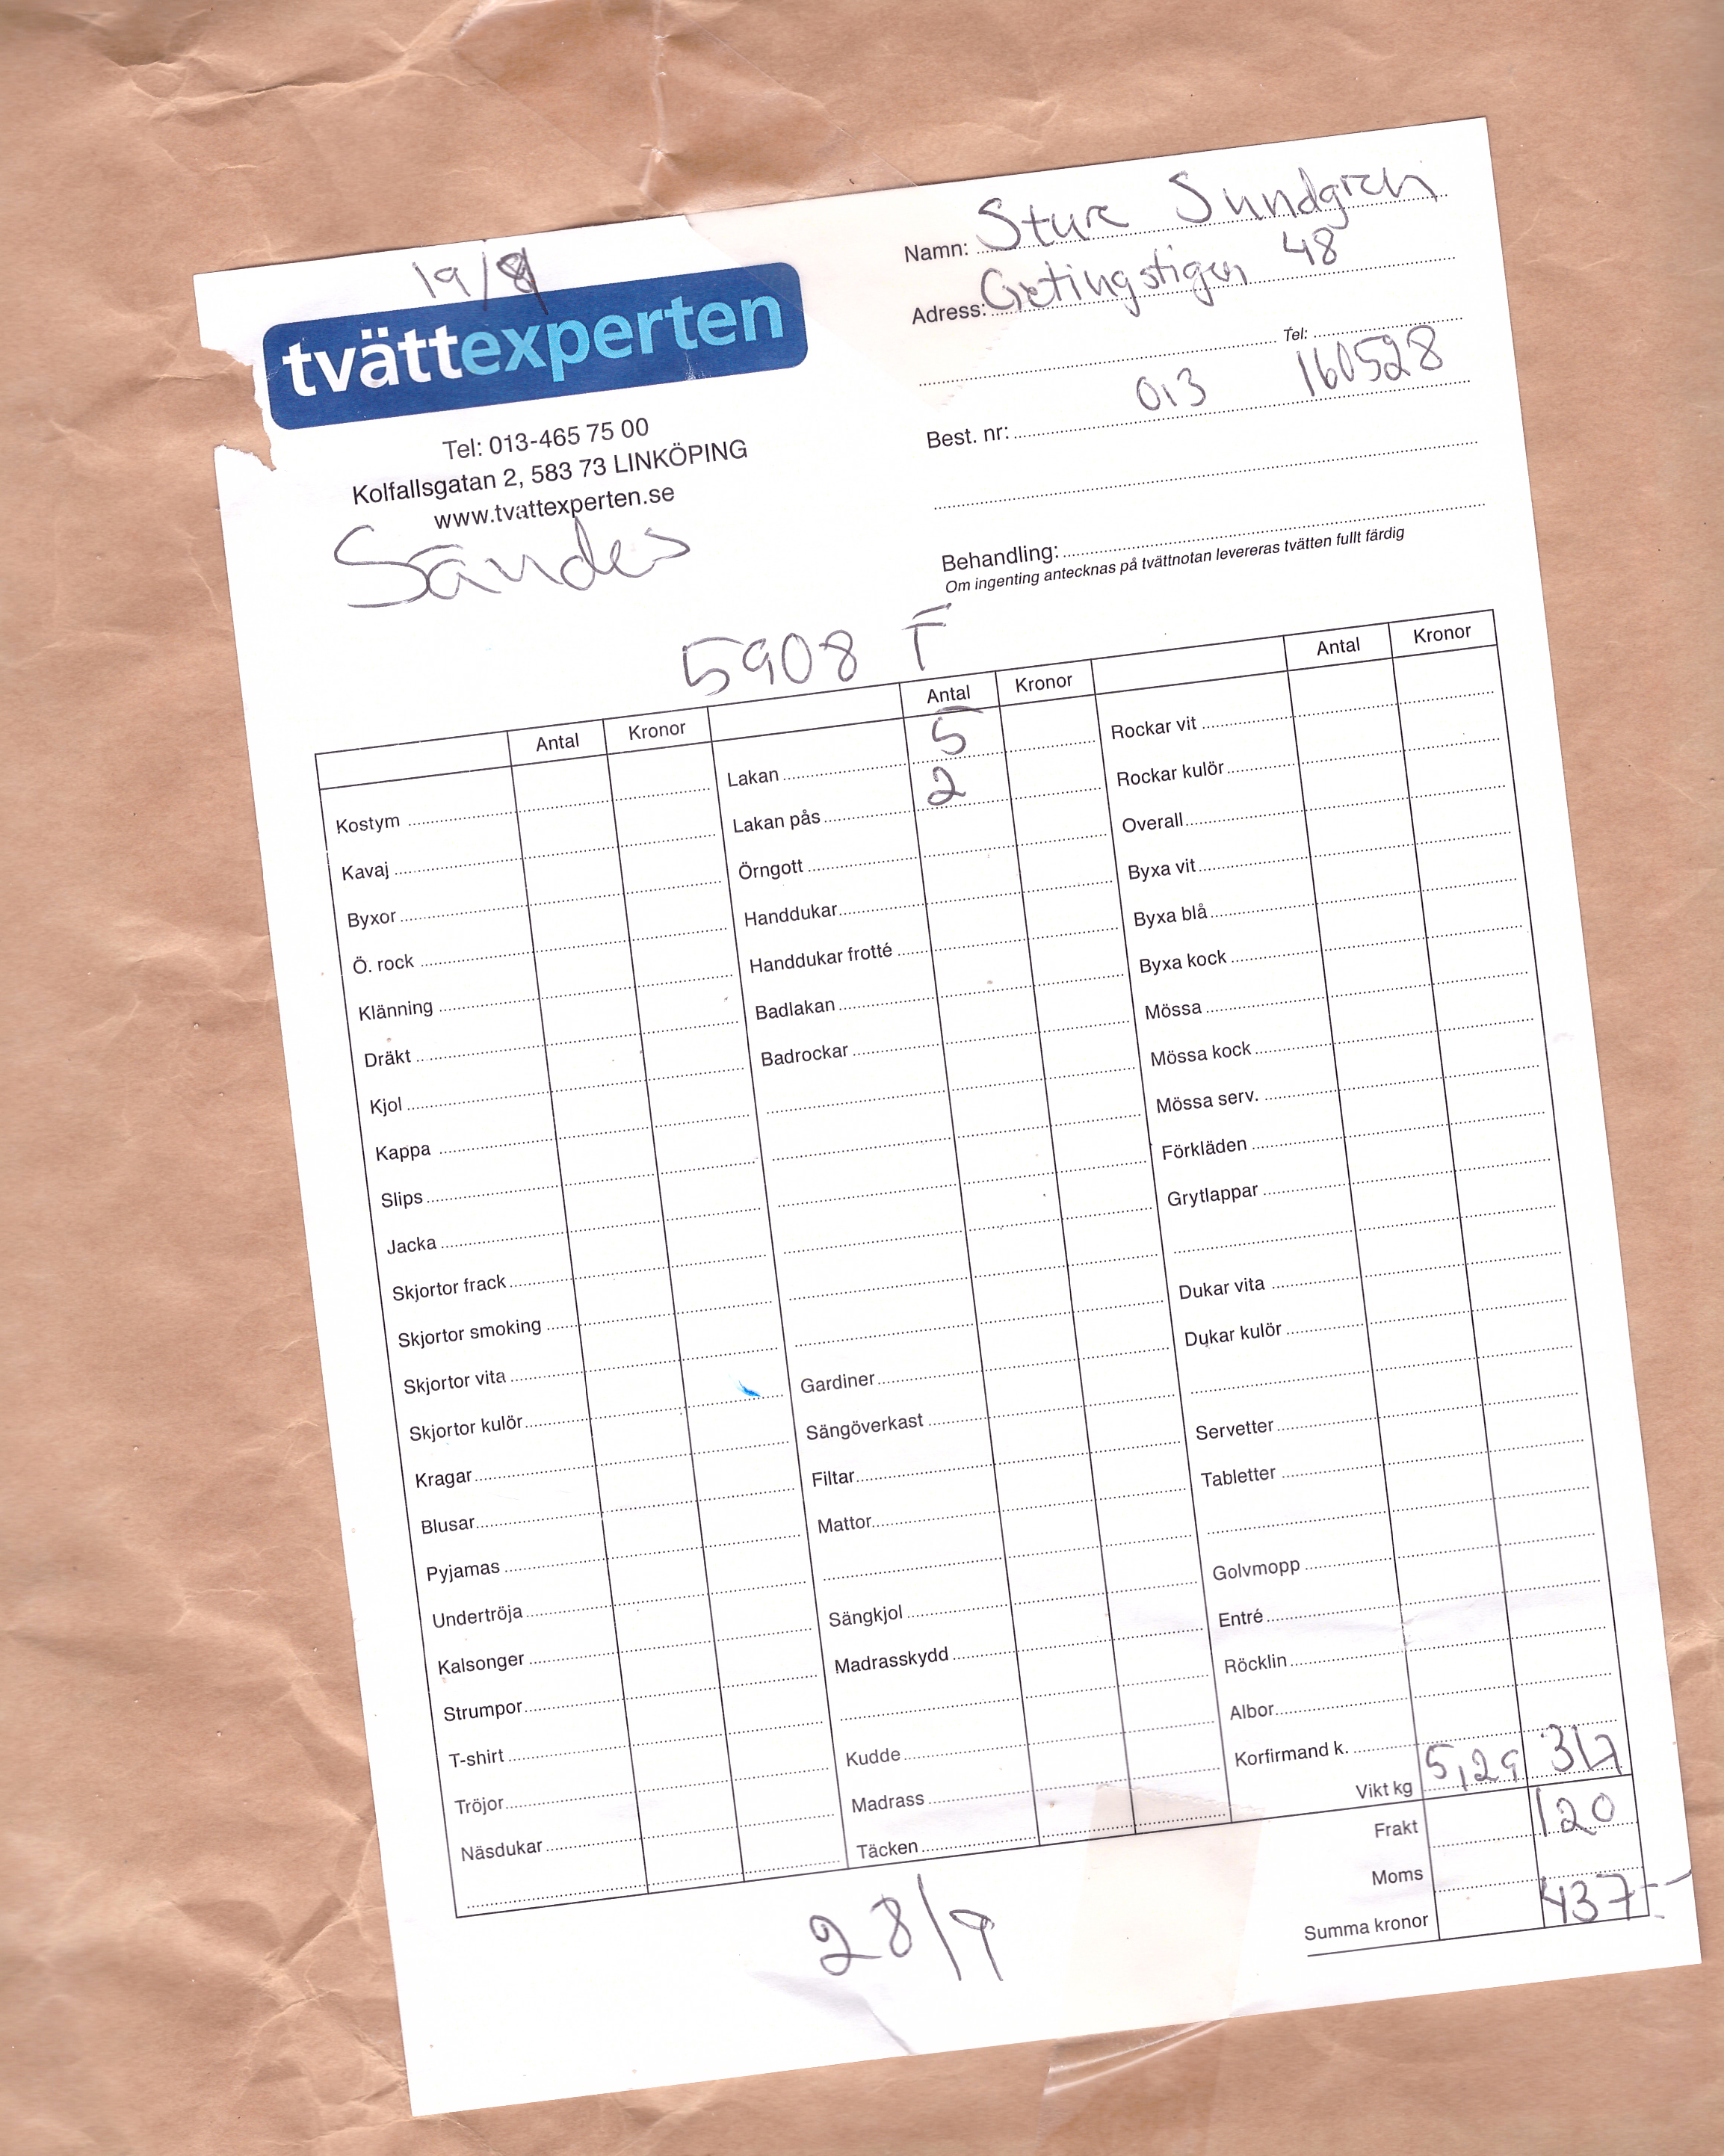 19/8
tvättexperten
Tel: 013-465 75 00
Kolfallsgatan 2, 583 73 LINKÖPING
www.tvattexperten.se
Sändes
Namn: Sture Sundgren
Adress: Getingstigen 48
Tel:
013 160528
Best. nr:
Behandling:
Om ingenting antecknas på tvättnotan levereras tvätten fullt färdig
5908 F
Antal Kronor
Kostym
Kavaj
Byxor
Ö. rock
Klänning
Dräkt
Kjol
Kappa
Slips
Jacka
Skjortor frack
Skjortor smoking
Skjortor vita
Skjortor kulör
Kragar
Blusar
Pyjamas
Undertröja
Kalsonger
Strumpor
T-shirt
Tröjor
Näsdukar
Antal Kronor
Lakan 5
Lakan pås 2
Örngott
Handdukar
Handdukar frotté
Badlakan
Badrockar
Gardiner
Sängöverkast
Filtar
Mattor
Sängkjol
Madrasskydd
Kudde
Madrass
Täcken
Antal Kronor
Rockar vit
Rockar kulör
Overall
Byxa vit
Byxa blå
Byxa kock
Mössa
Mössa kock
Mössa serv.
Förkläden
Grytlappar
Dukar vita
Dukar kulör
Servetter
Tabletter
Golvmopp
Entré
Röcklin
Albor
Korfirmand k.
Vikt kg 5,29 317
Frakt 120
Moms
Summa kronor 437:-
28/9